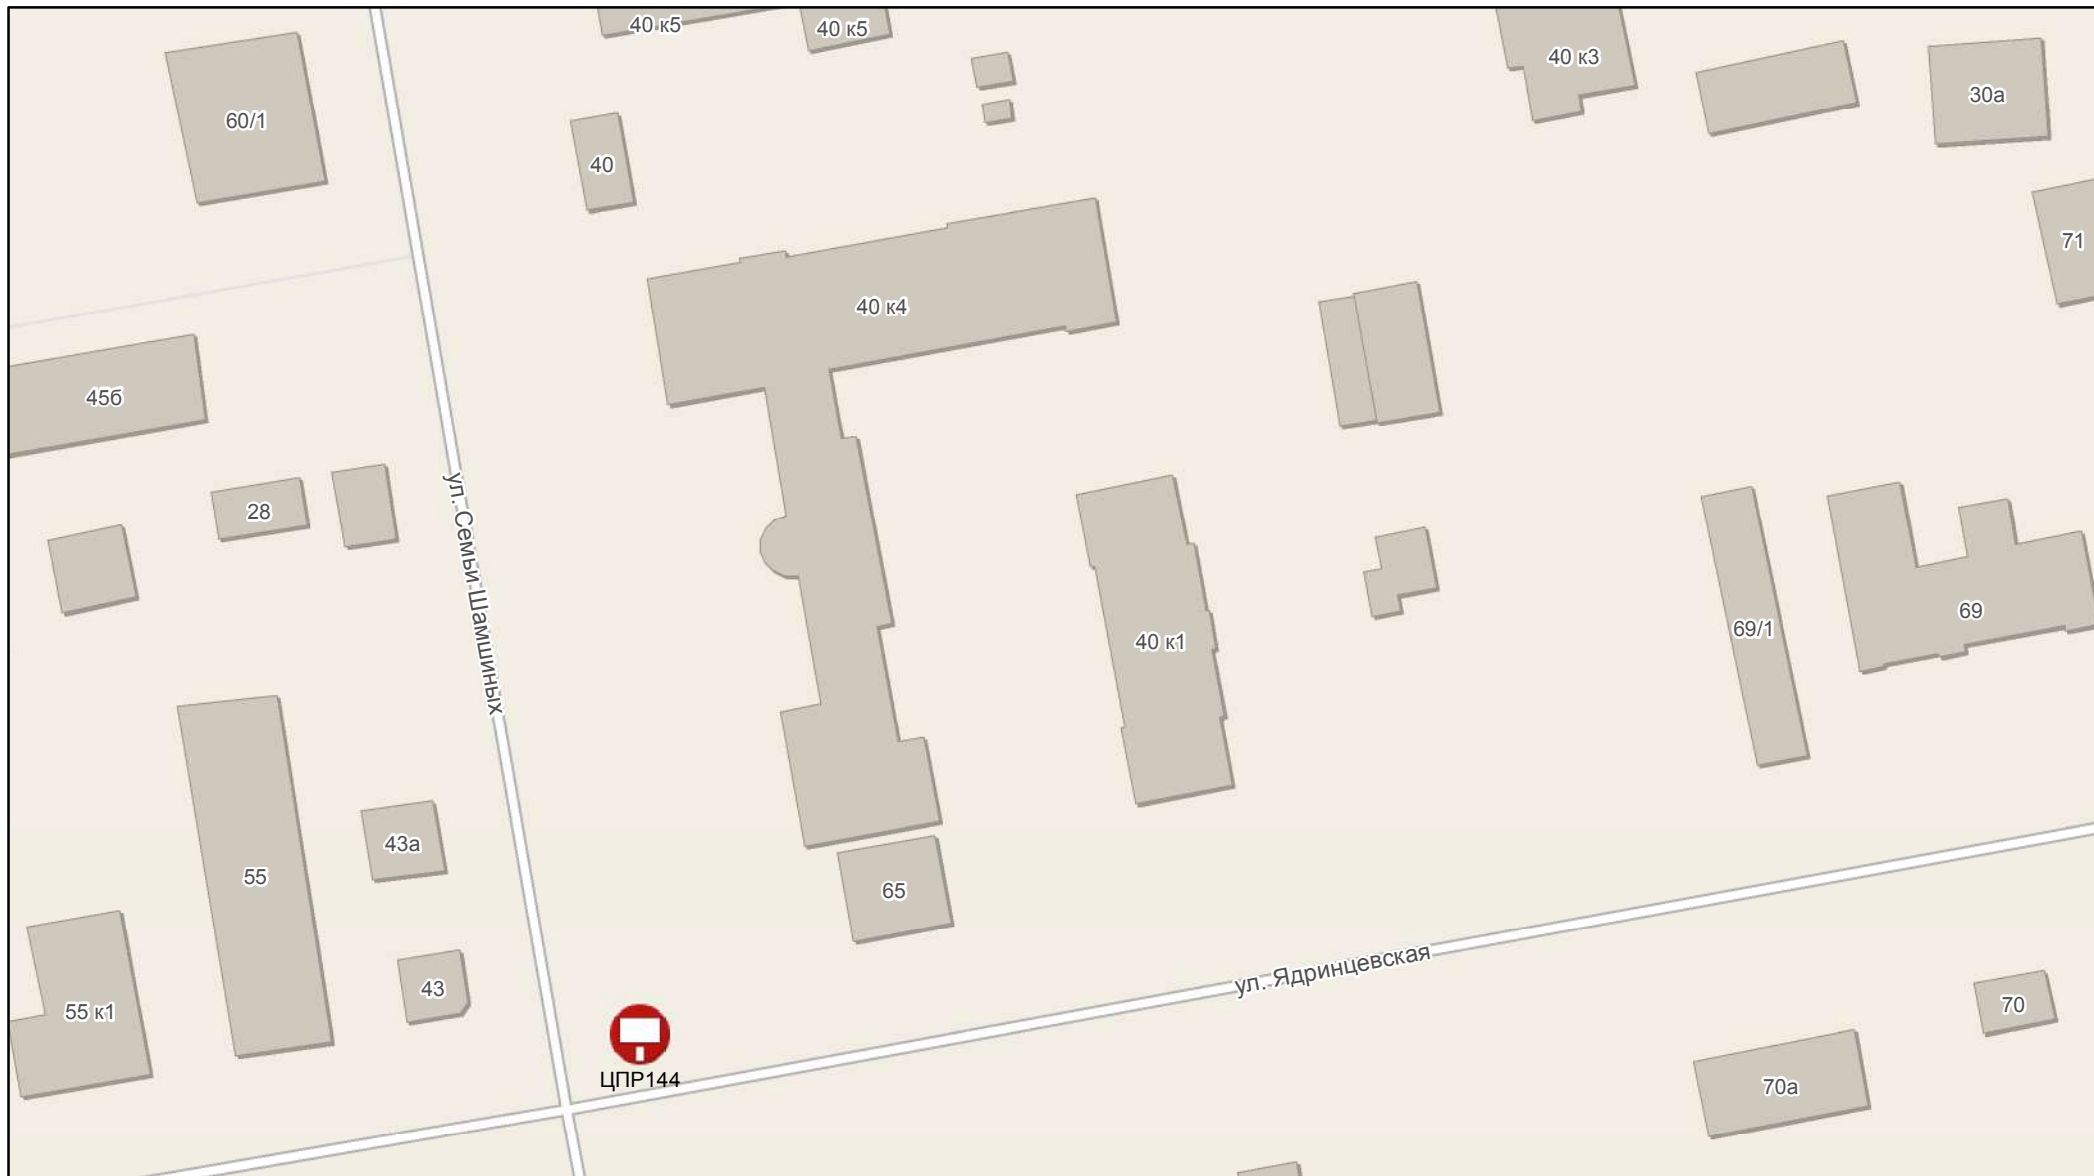 40 к5
40 к5
40 к3
30а
60/1
40
71
40 к4
45б
28
ул. Семьи Шамшиных
69
69/1
40 к1
43а
55
65
ул. Ядринцевская
43
55 к1
70
ЦПР144
70а